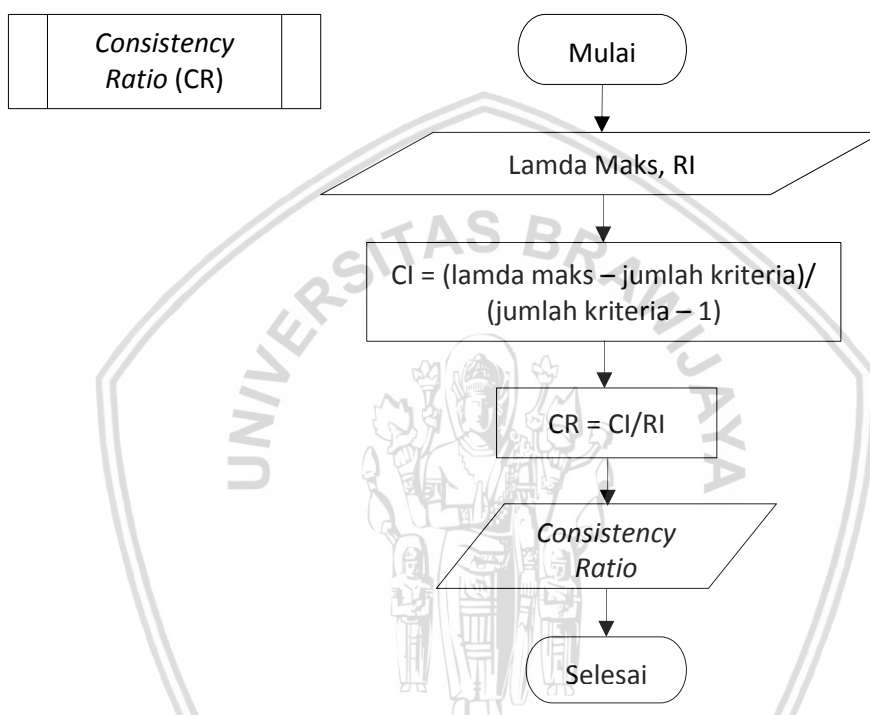 Consistency
Ratio (CR)
Mulai
Lamda Maks, RI
UNIVERSITAS BRAWIJAYA
CI = (lamda maks – jumlah kriteria)/
(jumlah kriteria – 1)
CR = CI/RI
Consistency
Ratio
Selesai